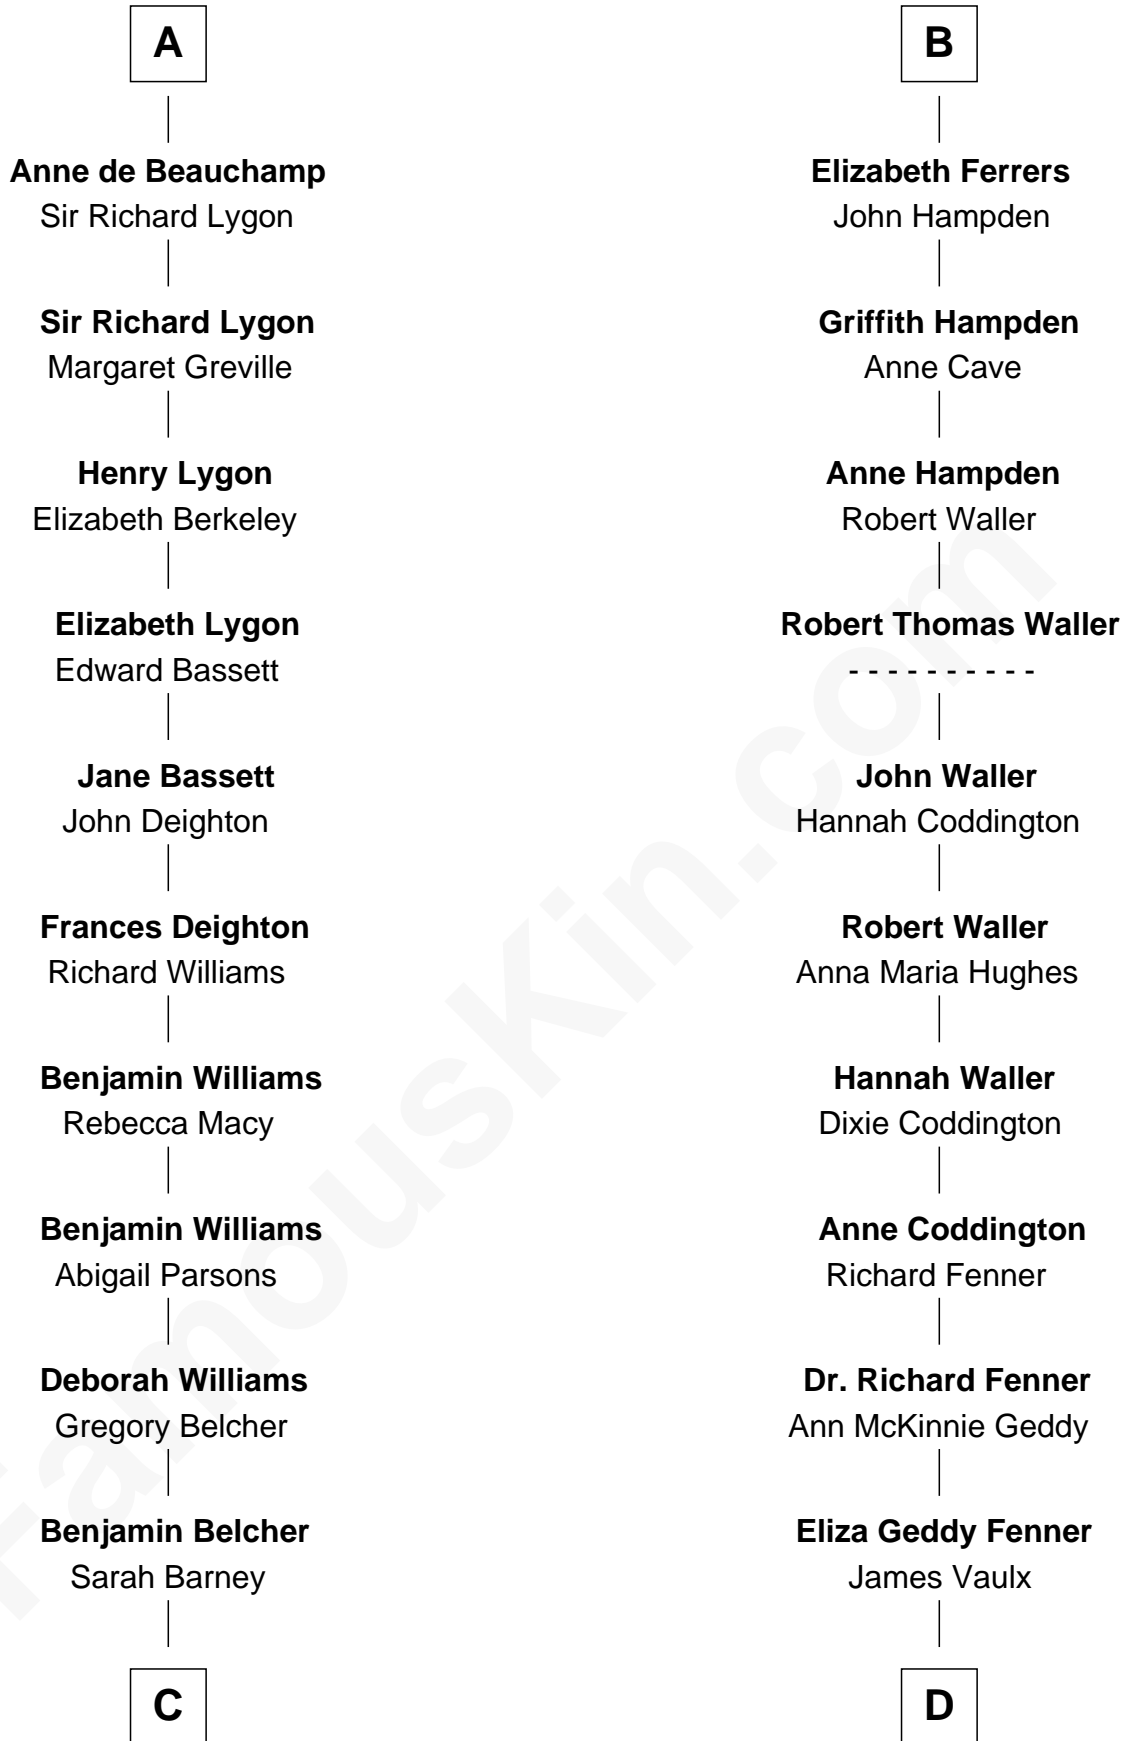 A
Anne de Beauchamp
Sir Richard Lygon
Sir Richard Lygon
Margaret Greville
Henry Lygon
Elizabeth Berkeley
Elizabeth Lygon
Edward Bassett
Jane Bassett
John Deighton
Frances Deighton
Richard Williams
Benjamin Williams
Rebecca Macy
Benjamin Williams
Abigail Parsons
Deborah Williams
Gregory Belcher
Benjamin Belcher
Sarah Barney
C
B
Elizabeth Ferrers
John Hampden
Griffith Hampden
Anne Cave
Anne Hampden
Robert Waller
Robert Thomas Waller
- - - - - - - - - -
John Waller
Hannah Coddington
Robert Waller
Anna Maria Hughes
Hannah Waller
Dixie Coddington
Anne Coddington
Richard Fenner
Dr. Richard Fenner
Ann McKinnie Geddy
Eliza Geddy Fenner
James Vaulx
D
FamousKin.com